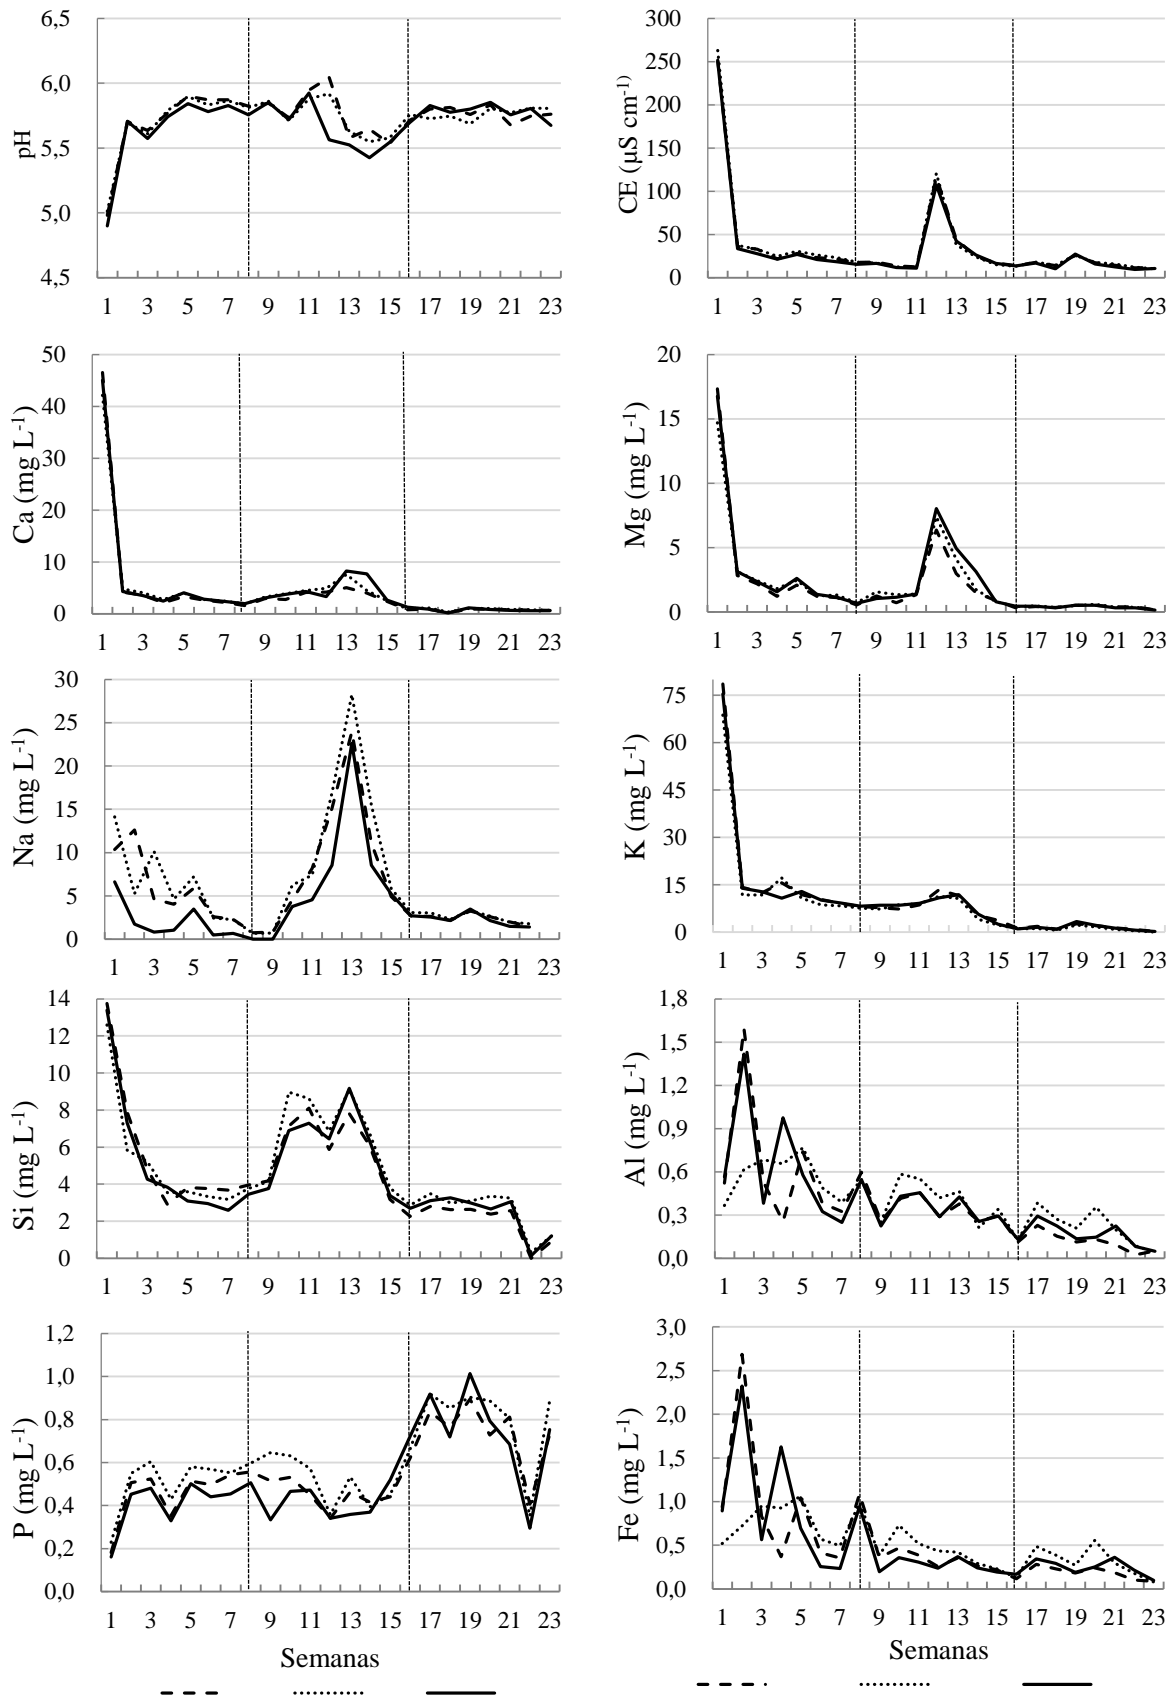 6,5
6,0
5,5
5,0
4,5
pH
1 3 5 7 9 11 13 15 17 19 21 23
300
250
200
150
100
50
0
CE (µS cm⁻¹)
1 3 5 7 9 11 13 15 17 19 21 23
50
40
30
20
10
0
Ca (mg L⁻¹)
1 3 5 7 9 11 13 15 17 19 21 23
20
15
10
5
0
Mg (mg L⁻¹)
1 3 5 7 9 11 13 15 17 19 21 23
30
25
20
15
10
5
0
Na (mg L⁻¹)
1 3 5 7 9 11 13 15 17 19 21 23
75
60
45
30
15
0
K (mg L⁻¹)
1 3 5 7 9 11 13 15 17 19 21 23
14
12
10
8
6
4
2
0
Si (mg L⁻¹)
1 3 5 7 9 11 13 15 17 19 21 23
1,8
1,5
1,2
0,9
0,6
0,3
0,0
Al (mg L⁻¹)
1 3 5 7 9 11 13 15 17 19 21 23
1,2
1,0
0,8
0,6
0,4
0,2
0,0
P (mg L⁻¹)
1 3 5 7 9 11 13 15 17 19 21 23
Semanas
3,0
2,5
2,0
1,5
1,0
0,5
0,0
Fe (mg L⁻¹)
1 3 5 7 9 11 13 15 17 19 21 23
Semanas